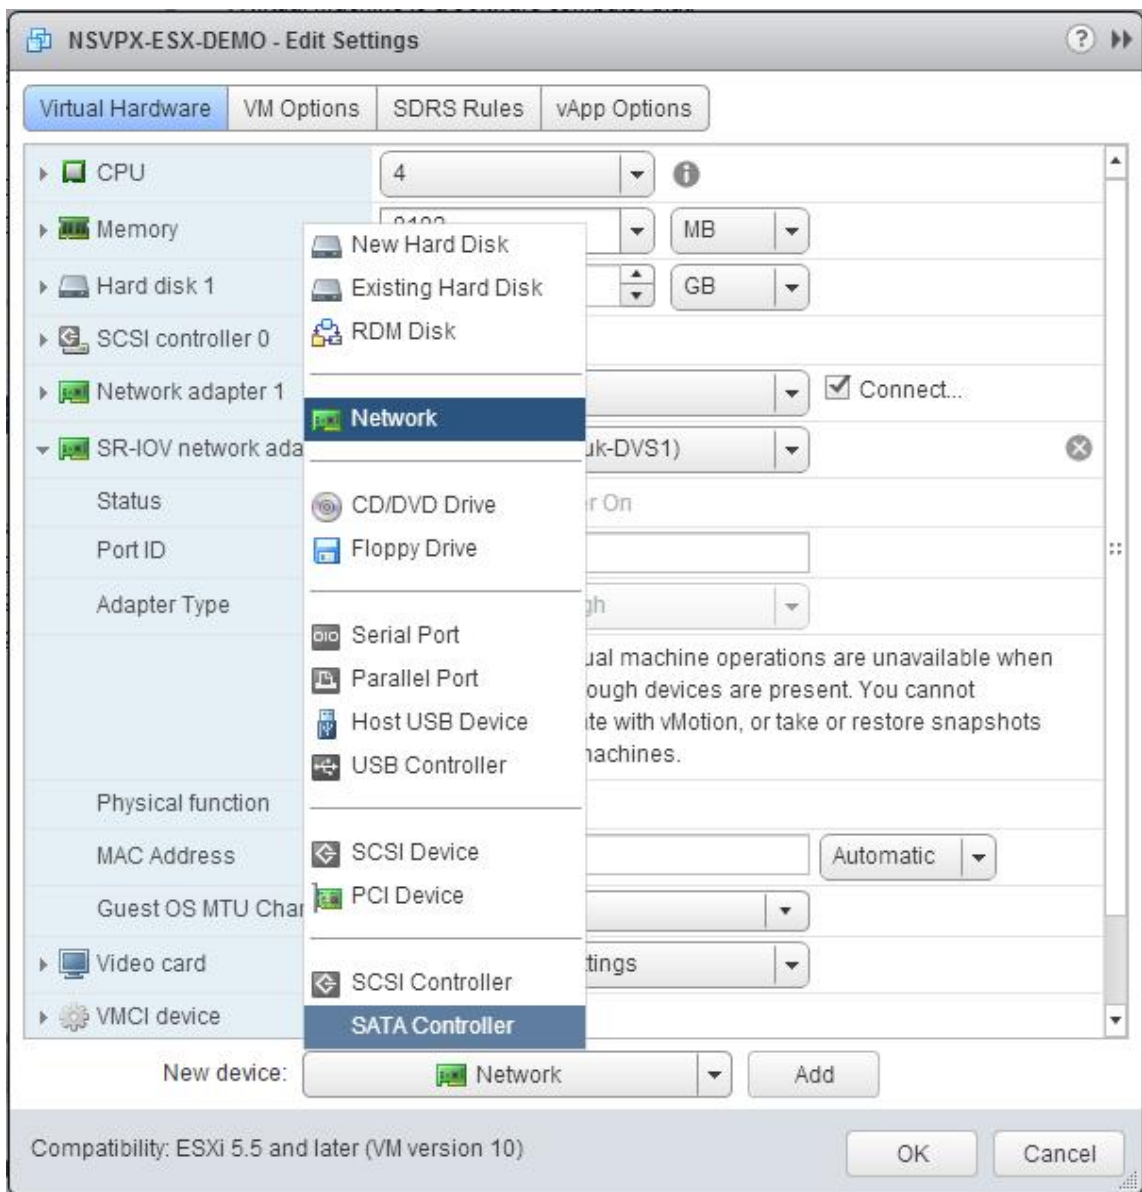 NSVPX-ESX-DEMO - Edit Settings
Virtual Hardware VM Options SDRS Rules vApp Options
CPU 4
Memory MB
New Hard Disk
Hard disk 1 Existing Hard Disk GB
SCSI controller 0 RDM Disk
Network adapter 1 Connect...
Network
SR-IOV network ada uk-DVS1)
Status CD/DVD Drive r On
Port ID Floppy Drive
Adapter Type gh
Serial Port ual machine operations are unavailable when
Parallel Port ough devices are present. You cannot
Host USB Device te with vMotion, or take or restore snapshots
USB Controller machines.
Physical function
MAC Address SCSI Device Automatic
Guest OS MTU Chan PCI Device
Video card tings
SCSI Controller
VMCI device SATA Controller
New device: Network Add
Compatibility: ESXi 5.5 and later (VM version 10) OK Cancel